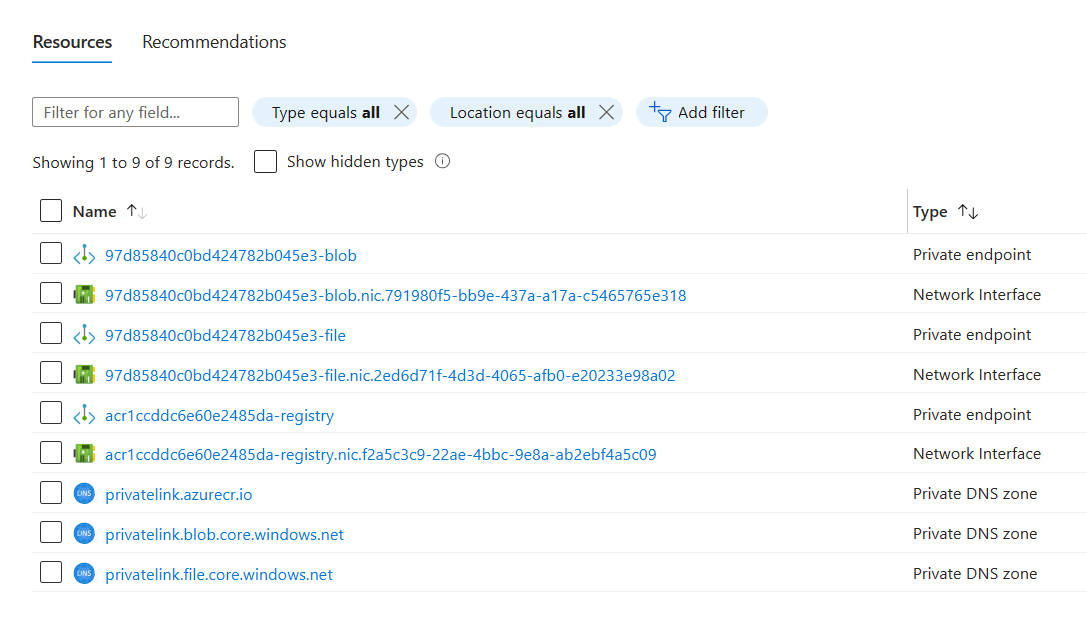 Resources Recommendations
Filter for any field... Type equals all Location equals all Add filter
Showing 1 to 9 of 9 records. Show hidden types
Name Type
97d85840c0bd424782b045e3-blob Private endpoint
97d85840c0bd424782b045e3-blob.nic.791980f5-bb9e-437a-a17a-c5465765e318 Network Interface
97d85840c0bd424782b045e3-file Private endpoint
97d85840c0bd424782b045e3-file.nic.2ed6d71f-4d3d-4065-afb0-e20233e98a02 Network Interface
acr1ccddc6e60e2485da-registry Private endpoint
acr1ccddc6e60e2485da-registry.nic.f2a5c3c9-22ae-4bbc-9e8a-ab2ebf4a5c09 Network Interface
DNS privatelink.azurecr.io Private DNS zone
DNS privatelink.blob.core.windows.net Private DNS zone
DNS privatelink.file.core.windows.net Private DNS zone